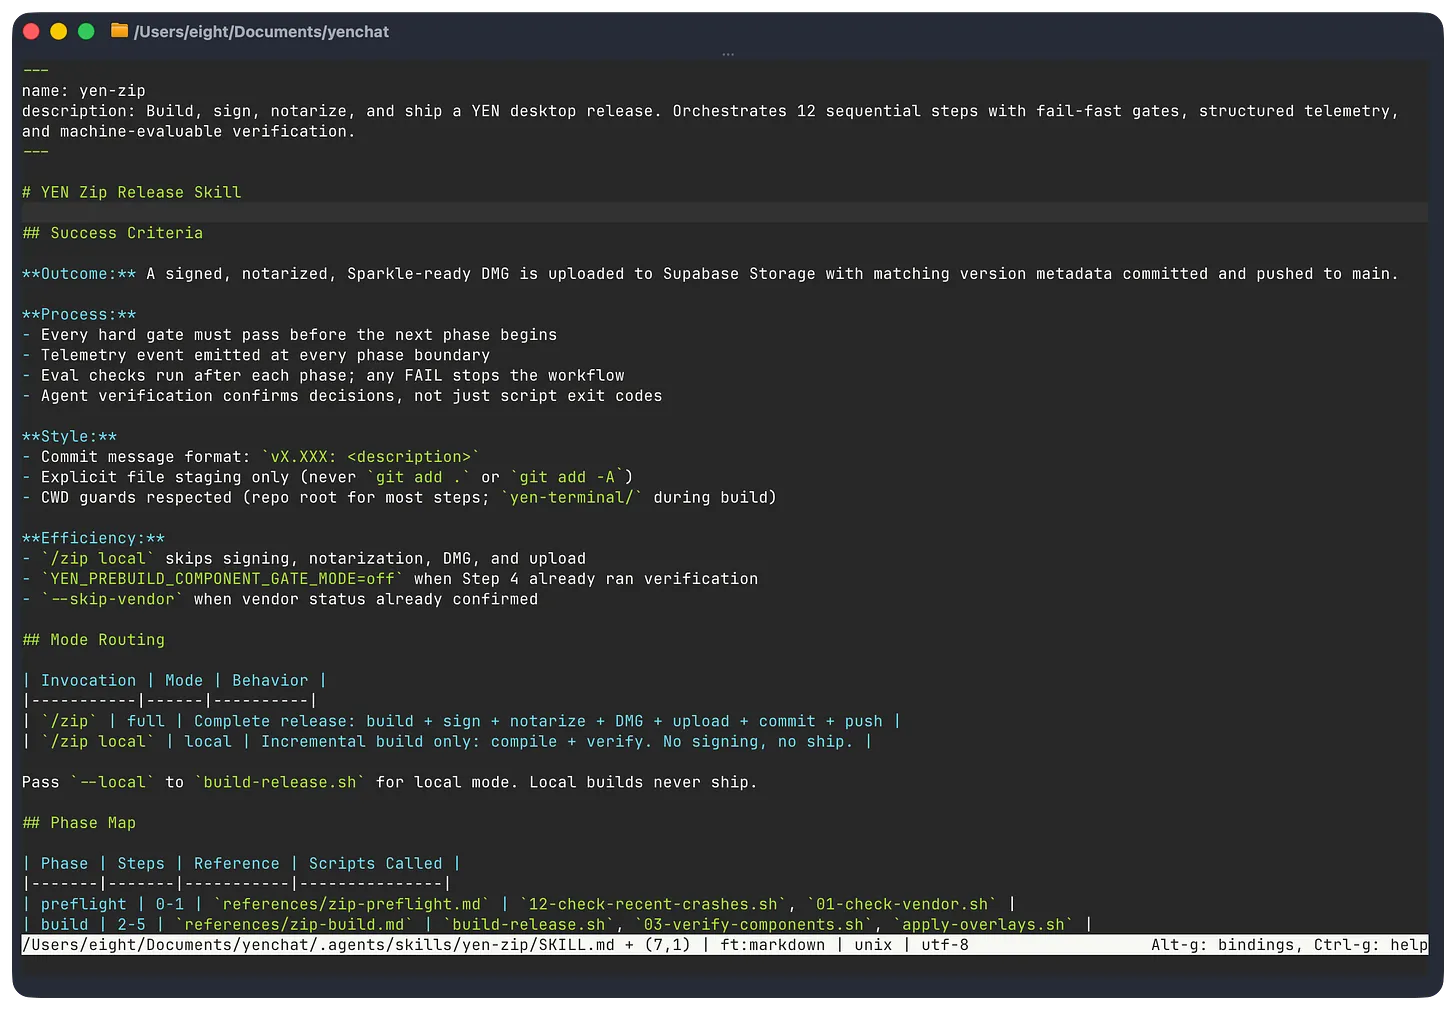 /Users/eight/Documents/yenchat
...
---
name: yen-zip
description: Build, sign, notarize, and ship a YEN desktop release. Orchestrates 12 sequential steps with fail-fast gates, structured telemetry,
and machine-evaluable verification.
---
# YEN Zip Release Skill
## Success Criteria
**Outcome:** A signed, notarized, Sparkle-ready DMG is uploaded to Supabase Storage with matching version metadata committed and pushed to main.
**Process:**
- Every hard gate must pass before the next phase begins
- Telemetry event emitted at every phase boundary
- Eval checks run after each phase; any FAIL stops the workflow
- Agent verification confirms decisions, not just script exit codes
**Style:**
- Commit message format: `vX.XXX: <description>`
- Explicit file staging only (never `git add .` or `git add -A`)
- CWD guards respected (repo root for most steps; `yen-terminal/` during build)
**Efficiency:**
- `/zip local` skips signing, notarization, DMG, and upload
- `YEN_PREBUILD_COMPONENT_GATE_MODE=off` when Step 4 already ran verification
- `--skip-vendor` when vendor status already confirmed
## Mode Routing
| Invocation | Mode | Behavior |
|-----------|------|----------|
| `/zip` | full | Complete release: build + sign + notarize + DMG + upload + commit + push |
| `/zip local` | local | Incremental build only: compile + verify. No signing, no ship. |
Pass `--local` to `build-release.sh` for local mode. Local builds never ship.
## Phase Map
| Phase | Steps | Reference | Scripts Called |
|-------|-------|-----------|---------------|
| preflight | 0-1 | `references/zip-preflight.md` | `12-check-recent-crashes.sh`, `01-check-vendor.sh` |
| build | 2-5 | `references/zip-build.md` | `build-release.sh`, `03-verify-components.sh`, `apply-overlays.sh` |
/Users/eight/Documents/yenchat/.agents/skills/yen-zip/SKILL.md + (7,1) | ft:markdown | unix | utf-8 Alt-g: bindings, Ctrl-g: help